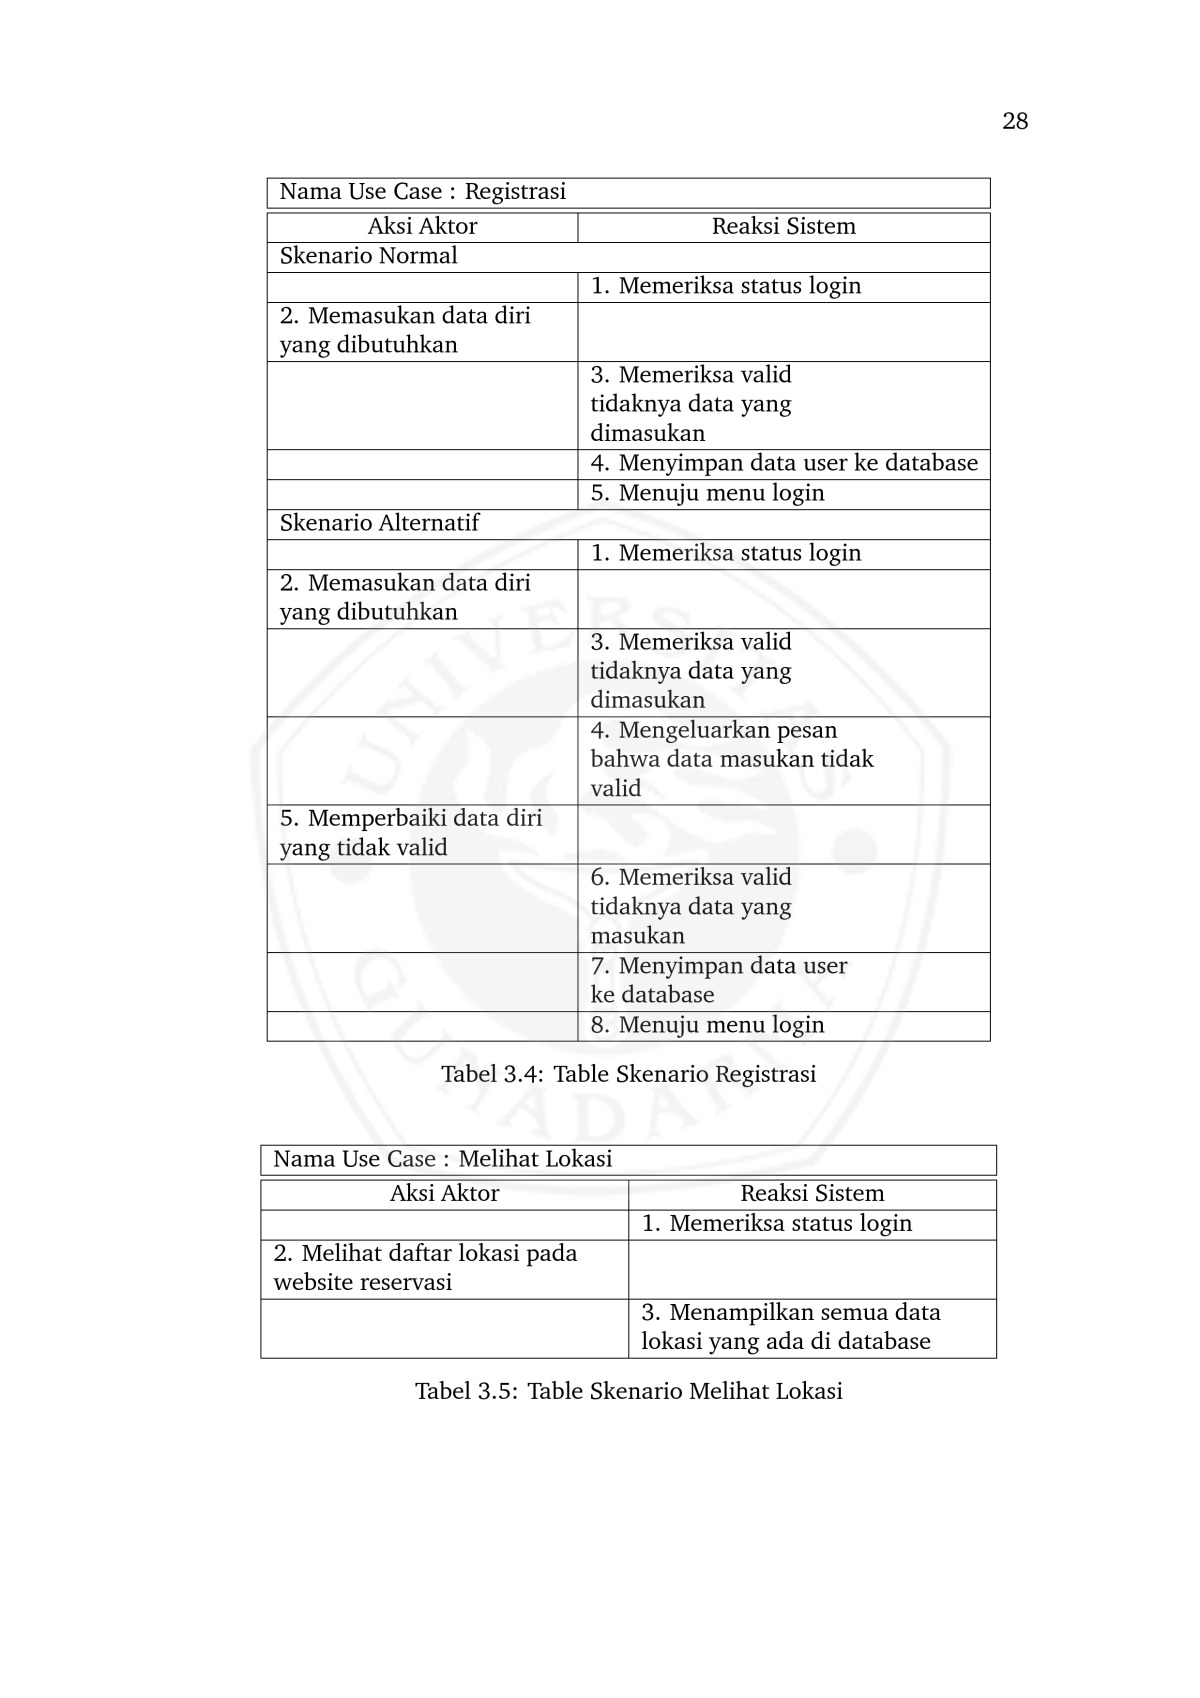 28
Nama Use Case : Registrasi
Aksi Aktor Reaksi Sistem
Skenario Normal
1. Memeriksa status login
2. Memasukan data diri
yang dibutuhkan
3. Memeriksa valid
tidaknya data yang
dimasukan
4. Menyimpan data user ke database
5. Menuju menu login
Skenario Alternatif
1. Memeriksa status login
2. Memasukan data diri
yang dibutuhkan
3. Memeriksa valid
tidaknya data yang
dimasukan
4. Mengeluarkan pesan
bahwa data masukan tidak
valid
5. Memperbaiki data diri
yang tidak valid
6. Memeriksa valid
tidaknya data yang
masukan
7. Menyimpan data user
ke database
8. Menuju menu login
Tabel 3.4: Table Skenario Registrasi
Nama Use Case : Melihat Lokasi
Aksi Aktor Reaksi Sistem
1. Memeriksa status login
2. Melihat daftar lokasi pada
website reservasi
3. Menampilkan semua data
lokasi yang ada di database
Tabel 3.5: Table Skenario Melihat Lokasi
UNIVERSITAS
GUNADARMA